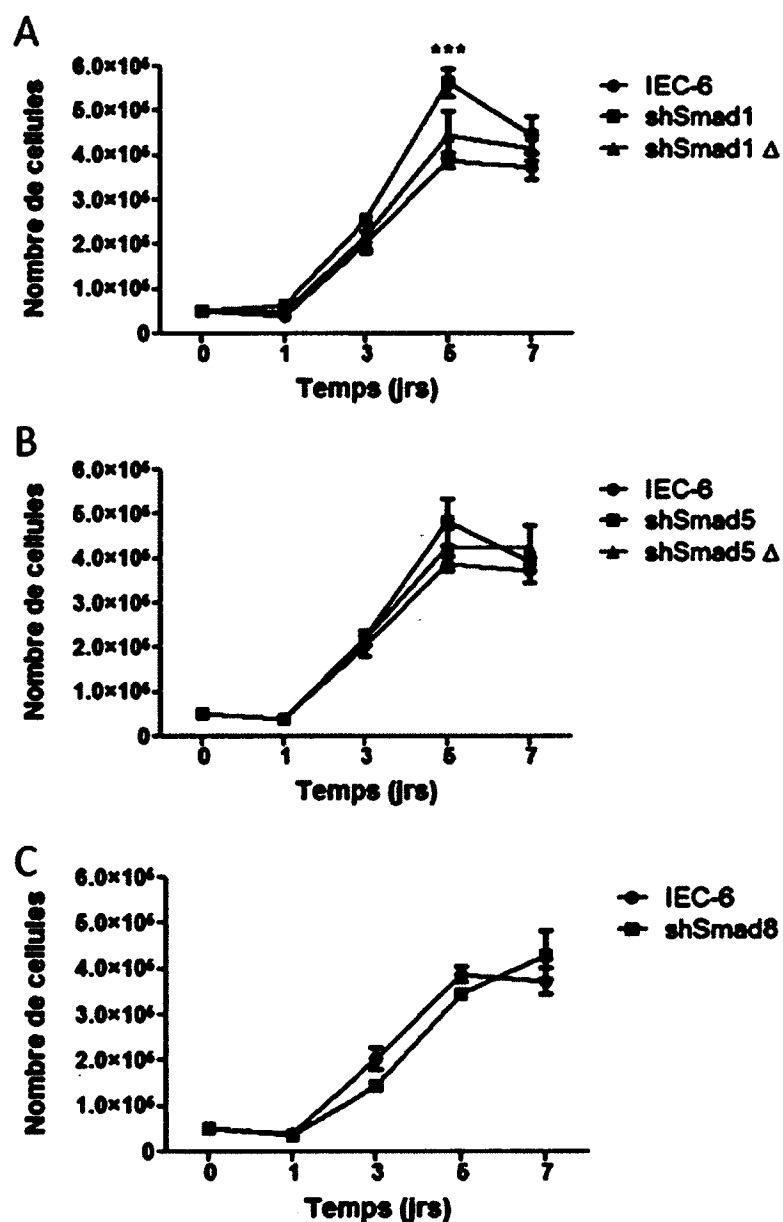 A
***
6.0×10⁶
5.0×10⁶
4.0×10⁶
3.0×10⁶
2.0×10⁶
1.0×10⁶
0
Nombre de cellules
0 1 3 5 7
Temps (jrs)
IEC-6
shSmad1
shSmad1 Δ
B
6.0×10⁶
5.0×10⁶
4.0×10⁶
3.0×10⁶
2.0×10⁶
1.0×10⁶
0
Nombre de cellules
0 1 3 5 7
Temps (jrs)
IEC-6
shSmad5
shSmad5 Δ
C
6.0×10⁶
5.0×10⁶
4.0×10⁶
3.0×10⁶
2.0×10⁶
1.0×10⁶
0
Nombre de cellules
0 1 3 5 7
Temps (jrs)
IEC-6
shSmad8